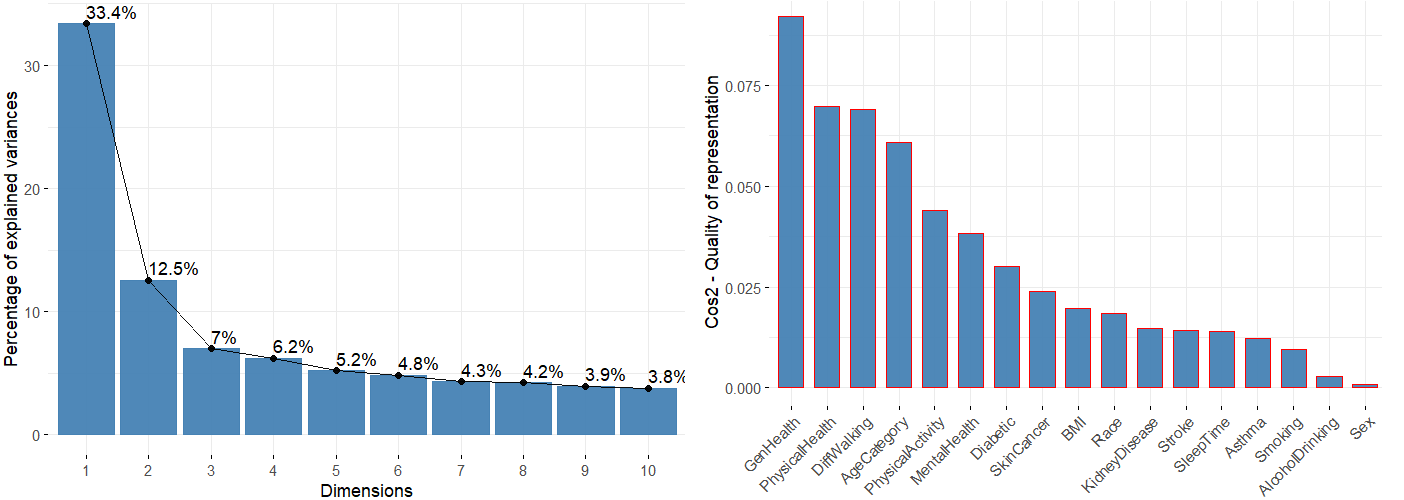 Percentage of explained variances
30
20
10
0
33.4%
12.5%
7%
6.2%
5.2%
4.8%
4.3%
4.2%
3.9%
3.8%
1 2 3 4 5 6 7 8 9 10
Dimensions
Cos2 - Quality of representation
0.075
0.050
0.025
0.000
GenHealth
PhysicalHealth
DiffWalking
AgeCategory
PhysicalActivity
MentalHealth
Diabetic
SkinCancer
BMI
Race
KidneyDisease
Stroke
SleepTime
Asthma
Smoking
AlcoholDrinking
Sex